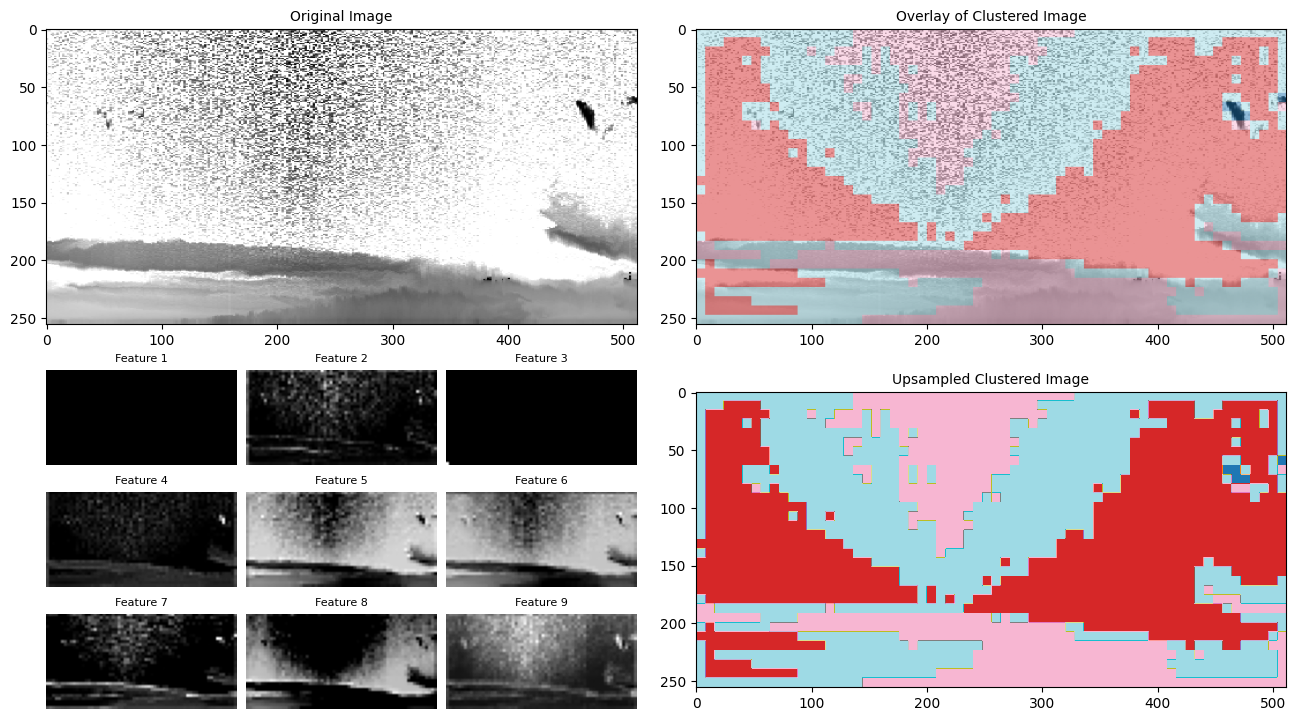 Original Image
0
50
100
150
200
250
0 100 200 300 400 500
Overlay of Clustered Image
0
50
100
150
200
250
0 100 200 300 400 500
Feature 1 Feature 2 Feature 3
Feature 4 Feature 5 Feature 6
Feature 7 Feature 8 Feature 9
Upsampled Clustered Image
0
50
100
150
200
250
0 100 200 300 400 500